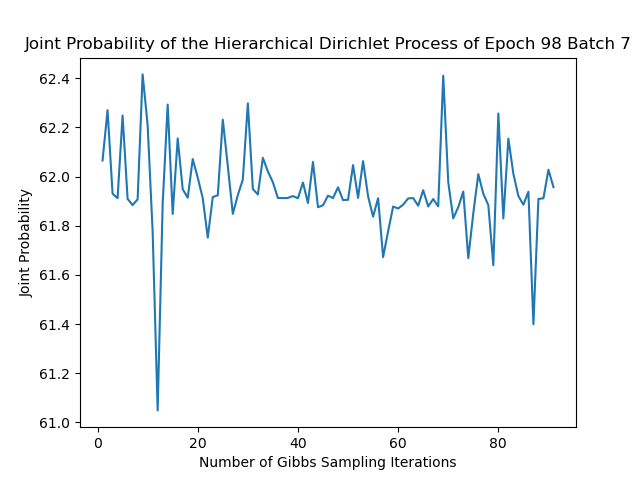 Joint Probability of the Hierarchical Dirichlet Process of Epoch 98 Batch 7
62.4
62.2
62.0
61.8
61.6
61.4
61.2
61.0
Joint Probability
0 20 40 60 80
Number of Gibbs Sampling Iterations